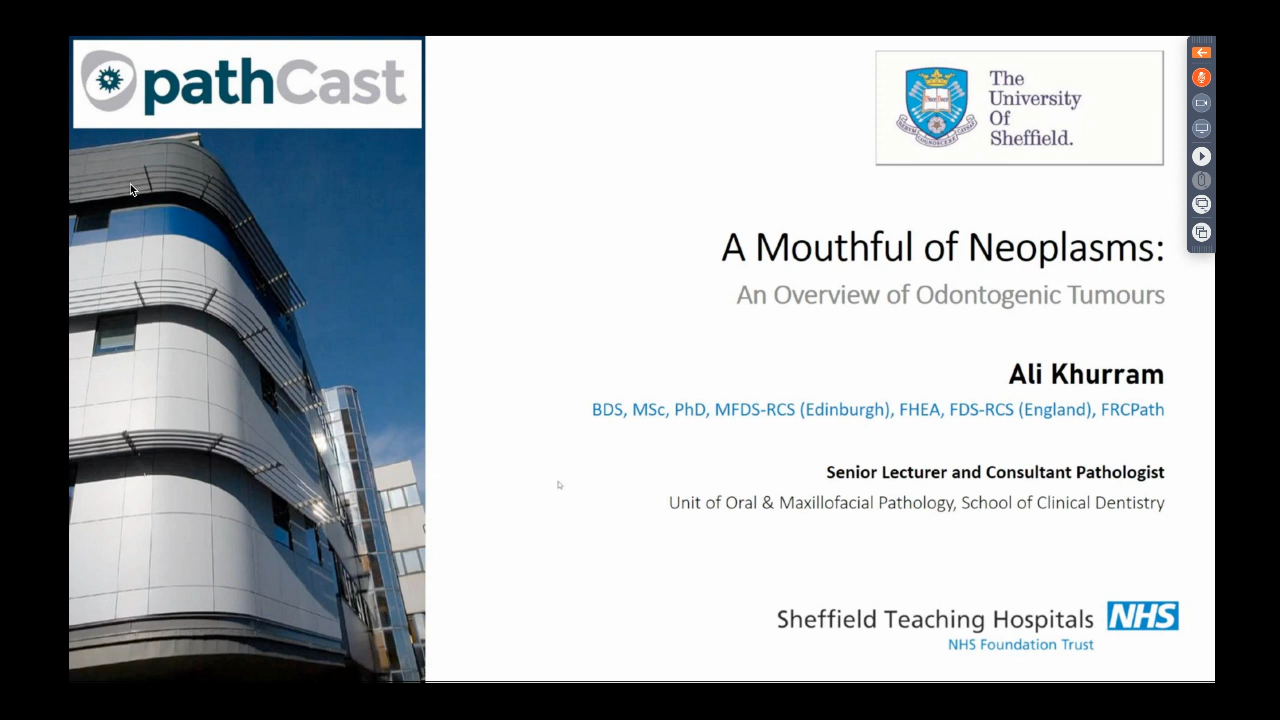 pathCast
The
University
Of
Sheffield.
A Mouthful of Neoplasms:
An Overview of Odontogenic Tumours
Ali Khurram
BDS, MSc, PhD, MFDS-RCS (Edinburgh), FHEA, FDS-RCS (England), FRCPath
Senior Lecturer and Consultant Pathologist
Unit of Oral & Maxillofacial Pathology, School of Clinical Dentistry
Sheffield Teaching Hospitals NHS
NHS Foundation Trust